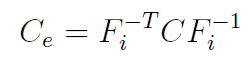 $C_e = F_i^{-T} C F_i^{-1}$